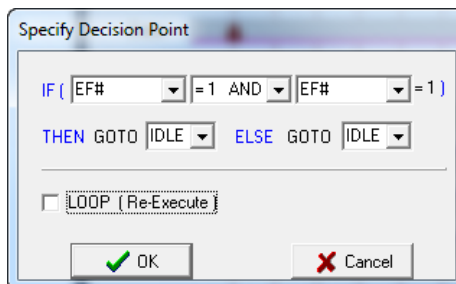 Specify Decision Point
IF ( EF# =1 AND EF# = 1 )
THEN GOTO IDLE ELSE GOTO IDLE
LOOP ( Re-Execute )
OK Cancel